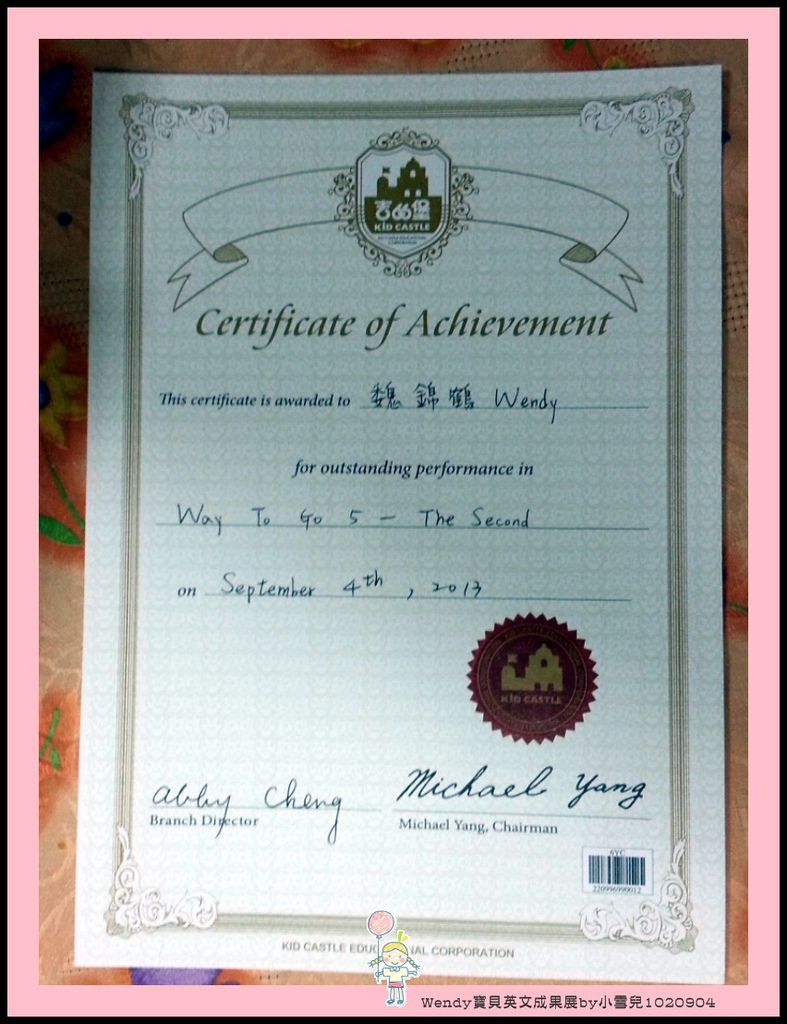 吉的堡
KID CASTLE
Certificate of Achievement
This certificate is awarded to 魏錦鶴 Wendy
for outstanding performance in
Way To Go 5 - The Second
on September 4th, 2013
KID CASTLE
Abby Cheng
Michael Yang
Branch Director
Michael Yang, Chairman
6YC
220996990012
KID CASTLE EDUC NAL CORPORATION
Wendy寶貝英文成果展by小雪兒1020904